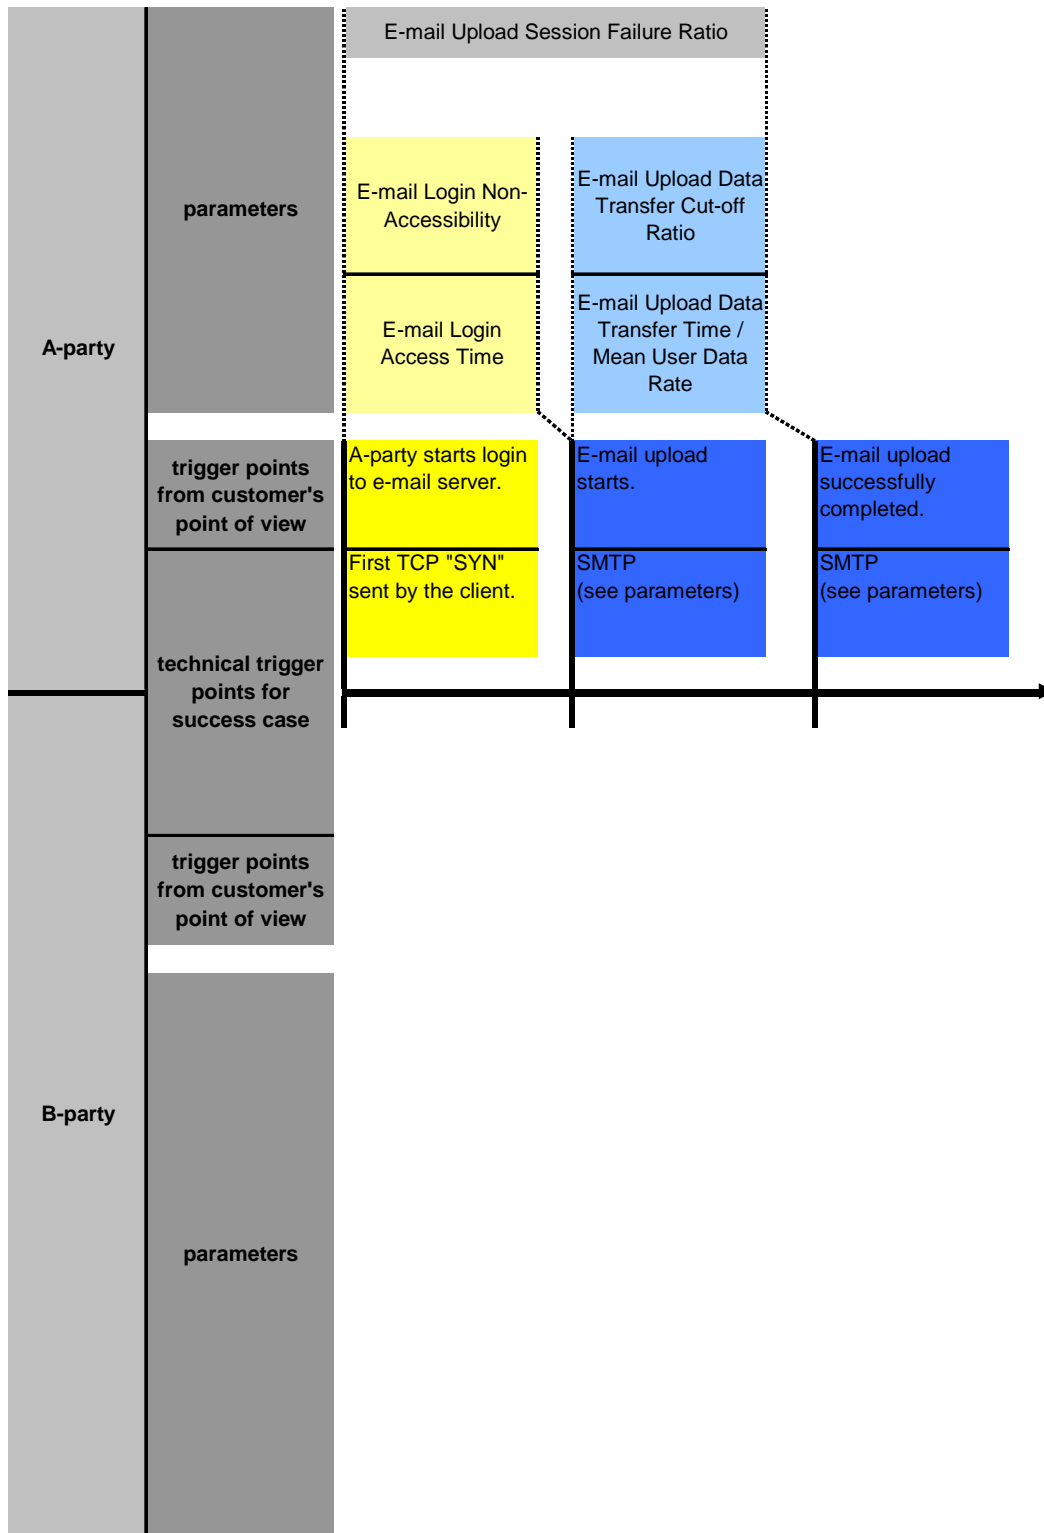 E-mail Upload Session Failure Ratio
parameters
E-mail Login Non-
Accessibility
E-mail Upload Data
Transfer Cut-off
Ratio
E-mail Login
Access Time
E-mail Upload Data
Transfer Time /
Mean User Data
Rate
A-party
trigger points
from customer's
point of view
A-party starts login
to e-mail server.
E-mail upload
starts.
E-mail upload
successfully
completed.
First TCP "SYN"
sent by the client.
SMTP
(see parameters)
SMTP
(see parameters)
technical trigger
points for
success case
trigger points
from customer's
point of view
B-party
parameters